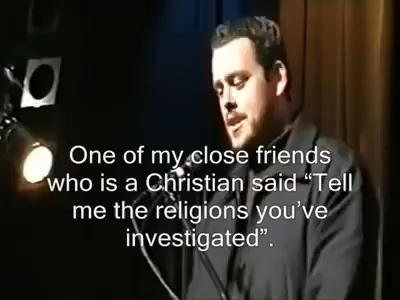 One of my close friends
who is a Christian said “Tell
me the religions you’ve
investigated”.